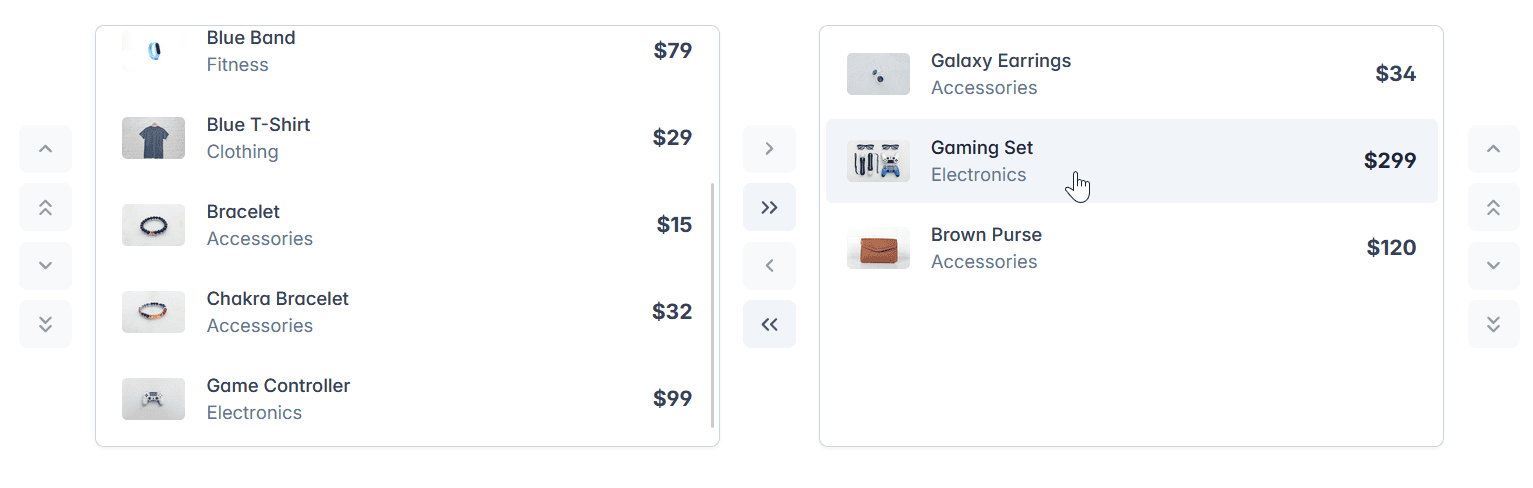 Blue Band
Fitness
$79
Blue T-Shirt
Clothing
$29
Bracelet
Accessories
$15
Chakra Bracelet
Accessories
$32
Game Controller
Electronics
$99
Galaxy Earrings
Accessories
$34
Gaming Set
Electronics
$299
Brown Purse
Accessories
$120